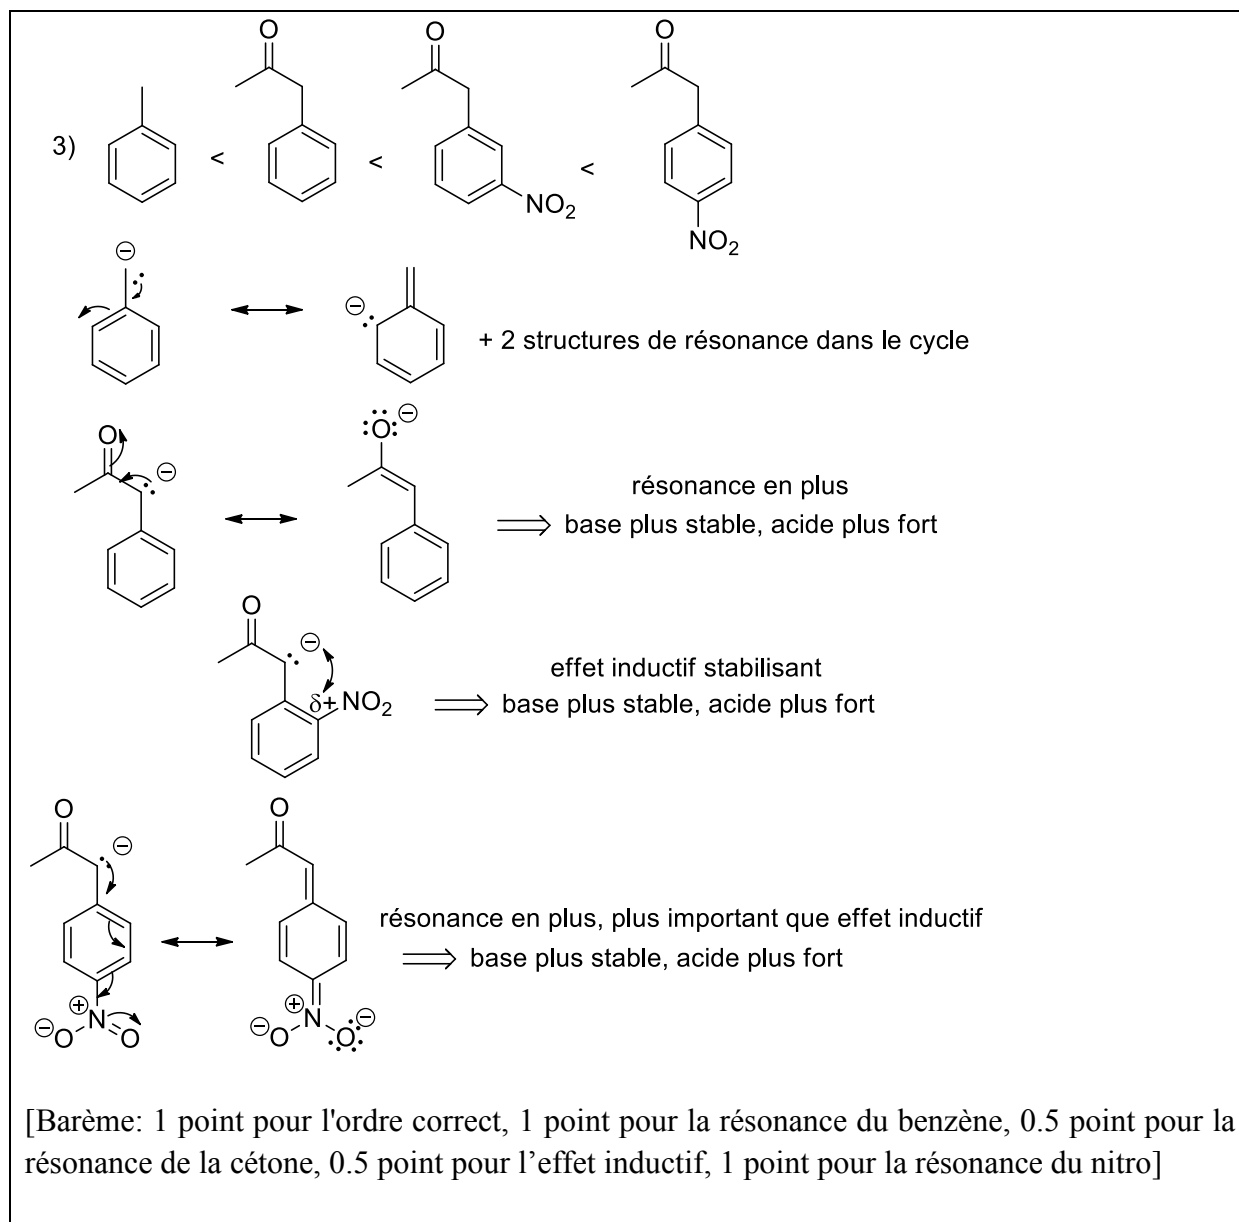 O O O
3) < < <
NO₂
NO₂
⊖
⊖ + 2 structures de résonance dans le cycle
O ⊖ O ⊖
résonance en plus
⟹ base plus stable, acide plus fort
O ⊖
effet inductif stabilisant
δ+ NO₂ ⟹ base plus stable, acide plus fort
O ⊖ O
résonance en plus, plus important que effet inductif
⟹ base plus stable, acide plus fort
⊖O N⊕ O ⊖O N⊕ O⊖
[Barème: 1 point pour l'ordre correct, 1 point pour la résonance du benzène, 0.5 point pour la
résonance de la cétone, 0.5 point pour l’effet inductif, 1 point pour la résonance du nitro]